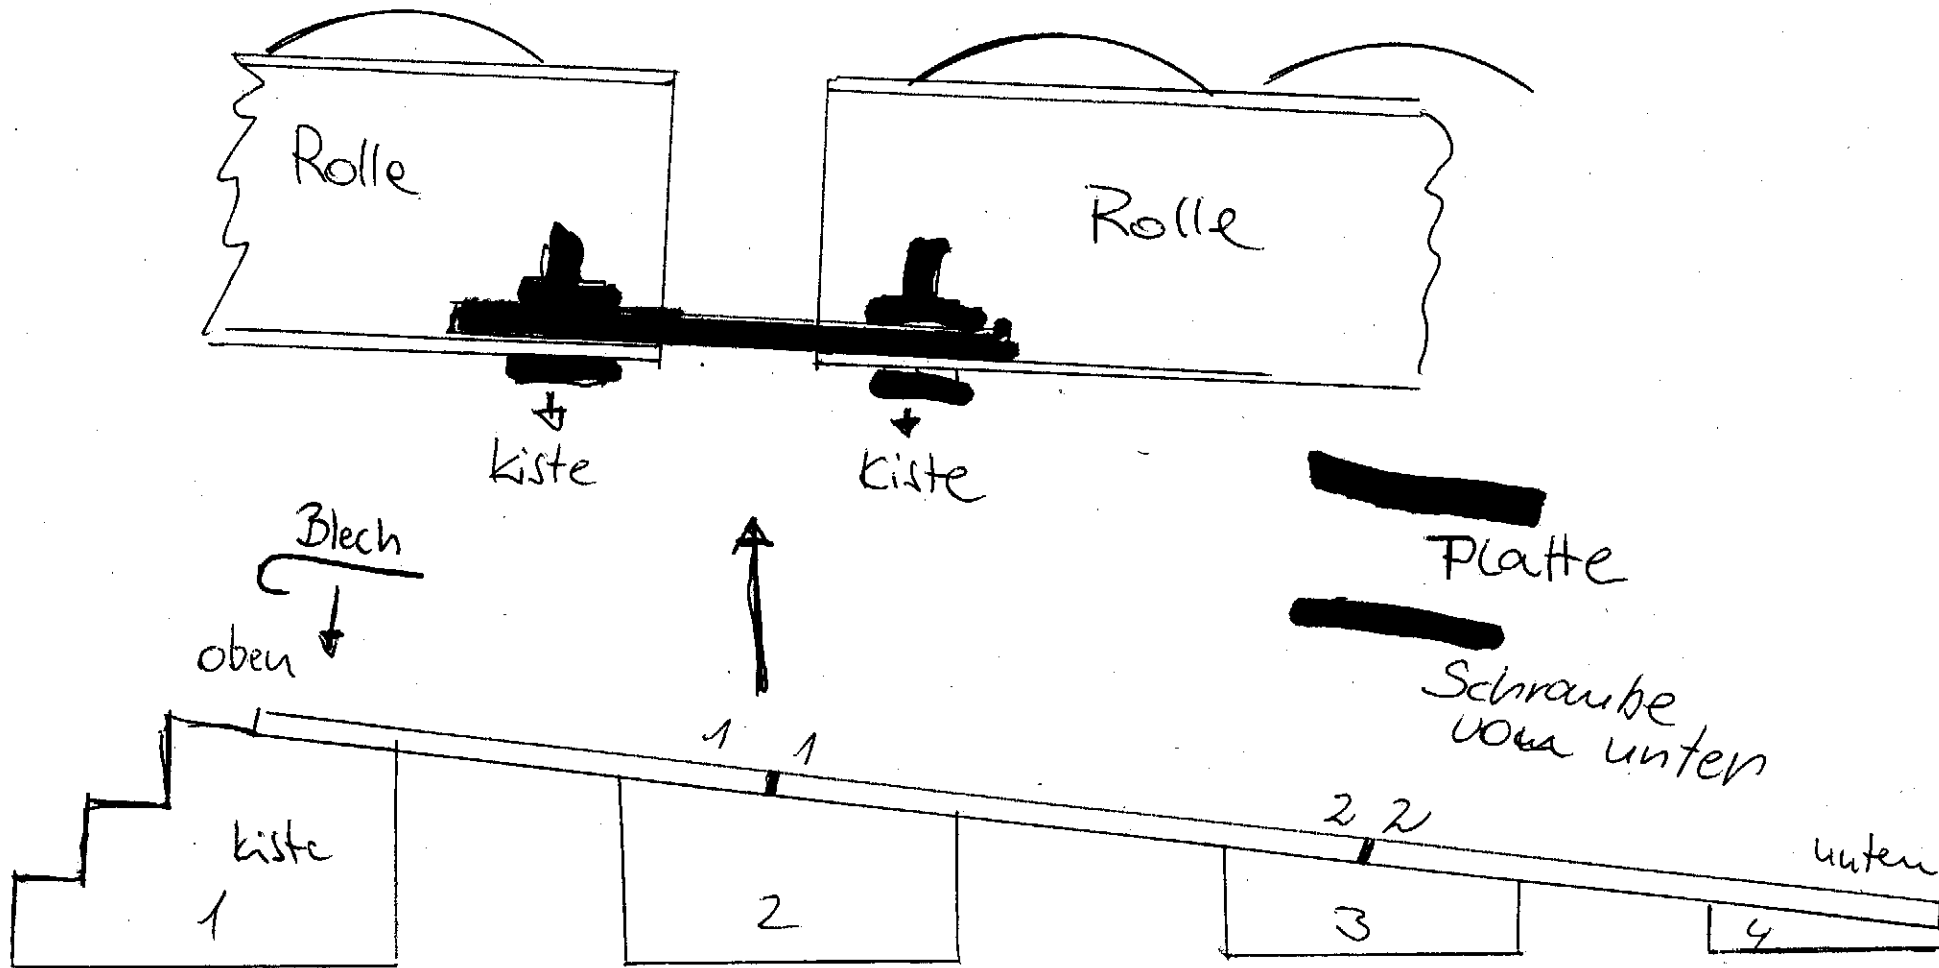 Rolle
Rolle
Kiste
Kiste
Blech
oben
Platte
Schraube
vom unten
1 1
2 2
unten
Kiste
1
2
3
4